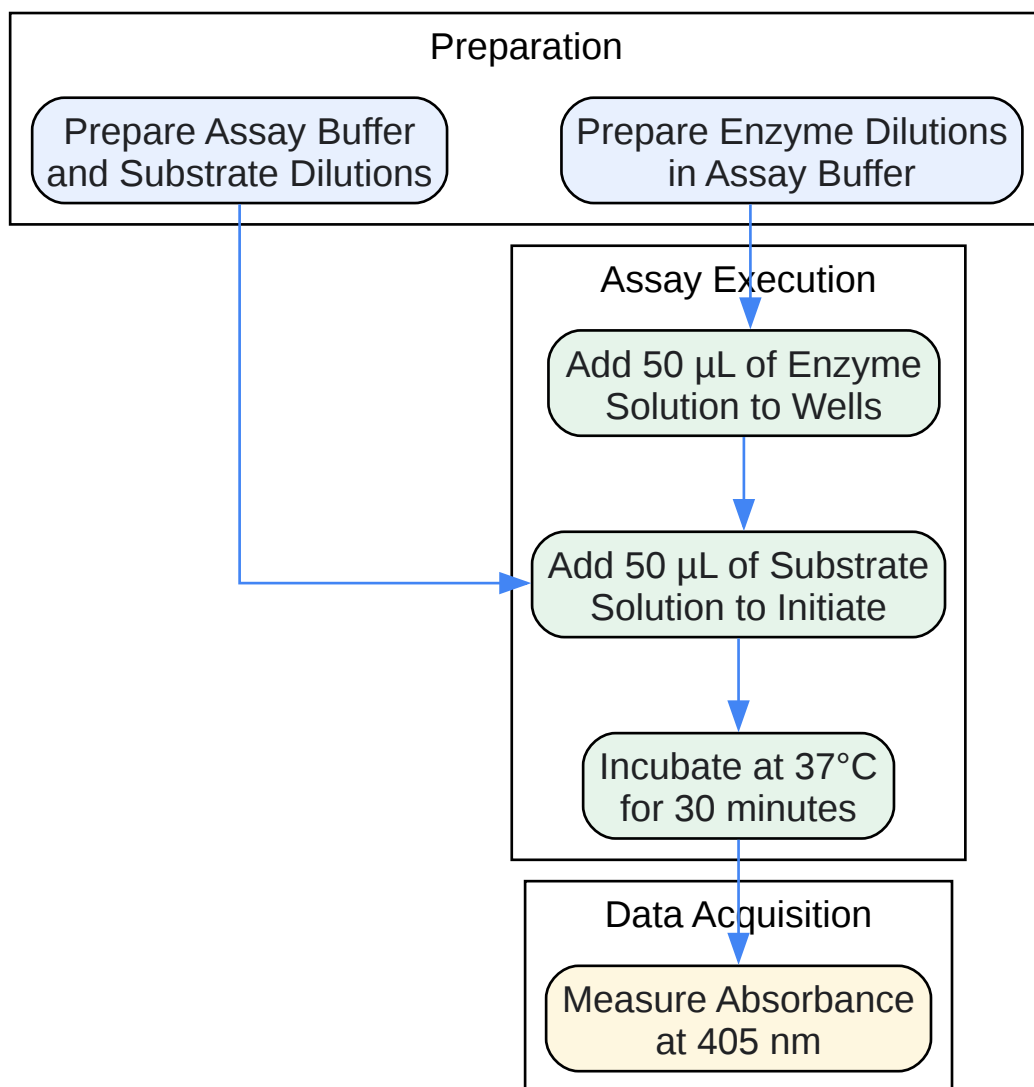 Preparation
Prepare Assay Buffer
and Substrate Dilutions
Prepare Enzyme Dilutions
in Assay Buffer
Assay Execution
Add 50 µL of Enzyme
Solution to Wells
Add 50 µL of Substrate
Solution to Initiate
Incubate at 37°C
for 30 minutes
Data Acquisition
Measure Absorbance
at 405 nm